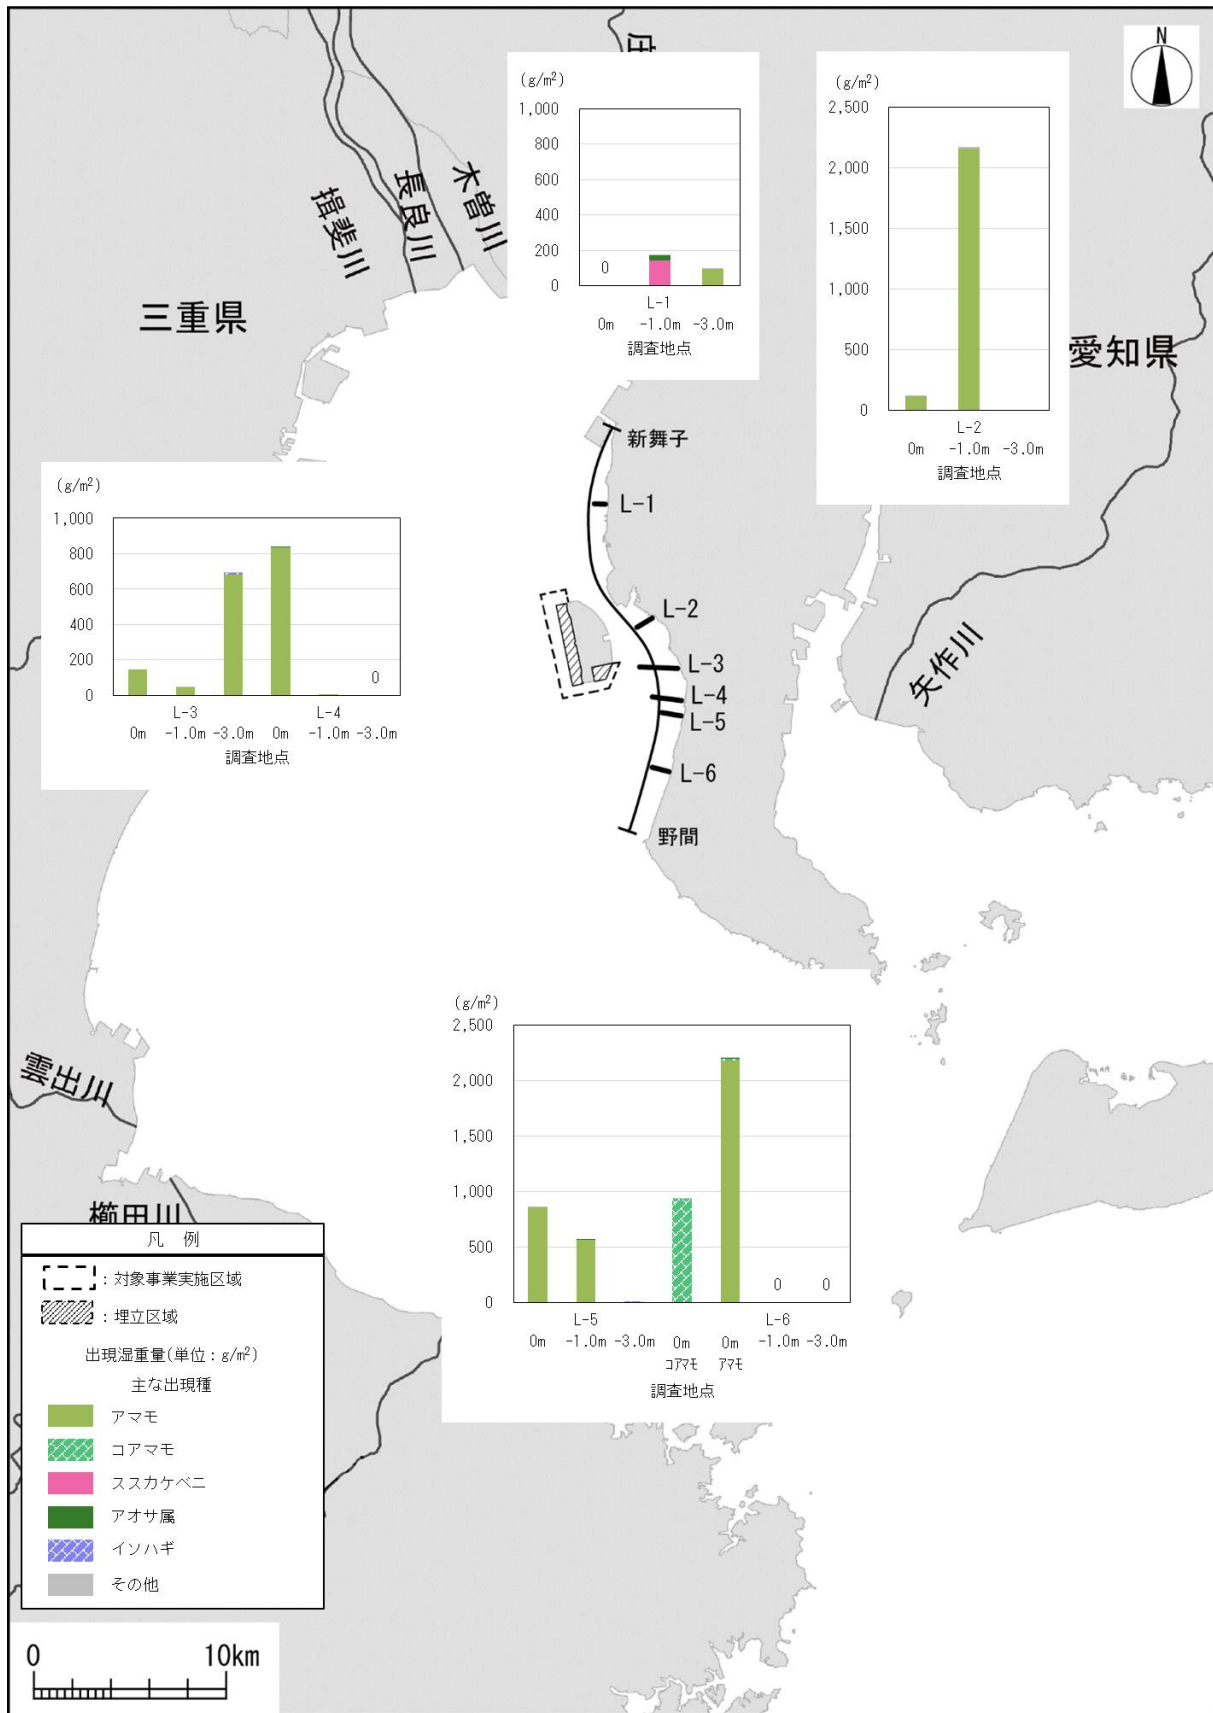 N
庄
揖斐川
長良川
木曽川
三重県
愛知県
(g/m²)
1,000
800
600
400
200
0
0
L-1
0m -1.0m -3.0m
調査地点
(g/m²)
2,500
2,000
1,500
1,000
500
0
L-2
0m -1.0m -3.0m
調査地点
新舞子
L-1
L-2
L-3
L-4
L-5
L-6
野間
矢作川
(g/m²)
1,000
800
600
400
200
0
0
L-3 L-4
0m -1.0m -3.0m 0m -1.0m -3.0m
調査地点
雲出川
櫛田川
(g/m²)
2,500
2,000
1,500
1,000
500
0
0 0
L-5 L-6
0m -1.0m -3.0m 0m 0m -1.0m -3.0m
コアマモ アマモ
調査地点
凡 例
:対象事業実施区域
:埋立区域
出現湿重量(単位:g/m²)
主な出現種
アマモ
コアマモ
ススカケベニ
アオサ属
イソハギ
その他
0 10km